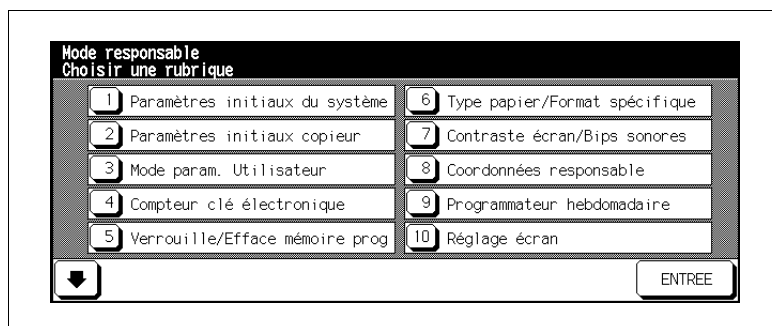 Mode responsable
Choisir une rubrique
1 Paramètres initiaux du système
2 Paramètres initiaux copieur
3 Mode param. Utilisateur
4 Compteur clé électronique
5 Verrouille/Efface mémoire prog
6 Type papier/Format spécifique
7 Contraste écran/Bips sonores
8 Coordonnées responsable
9 Programmateur hebdomadaire
10 Réglage écran
ENTREE